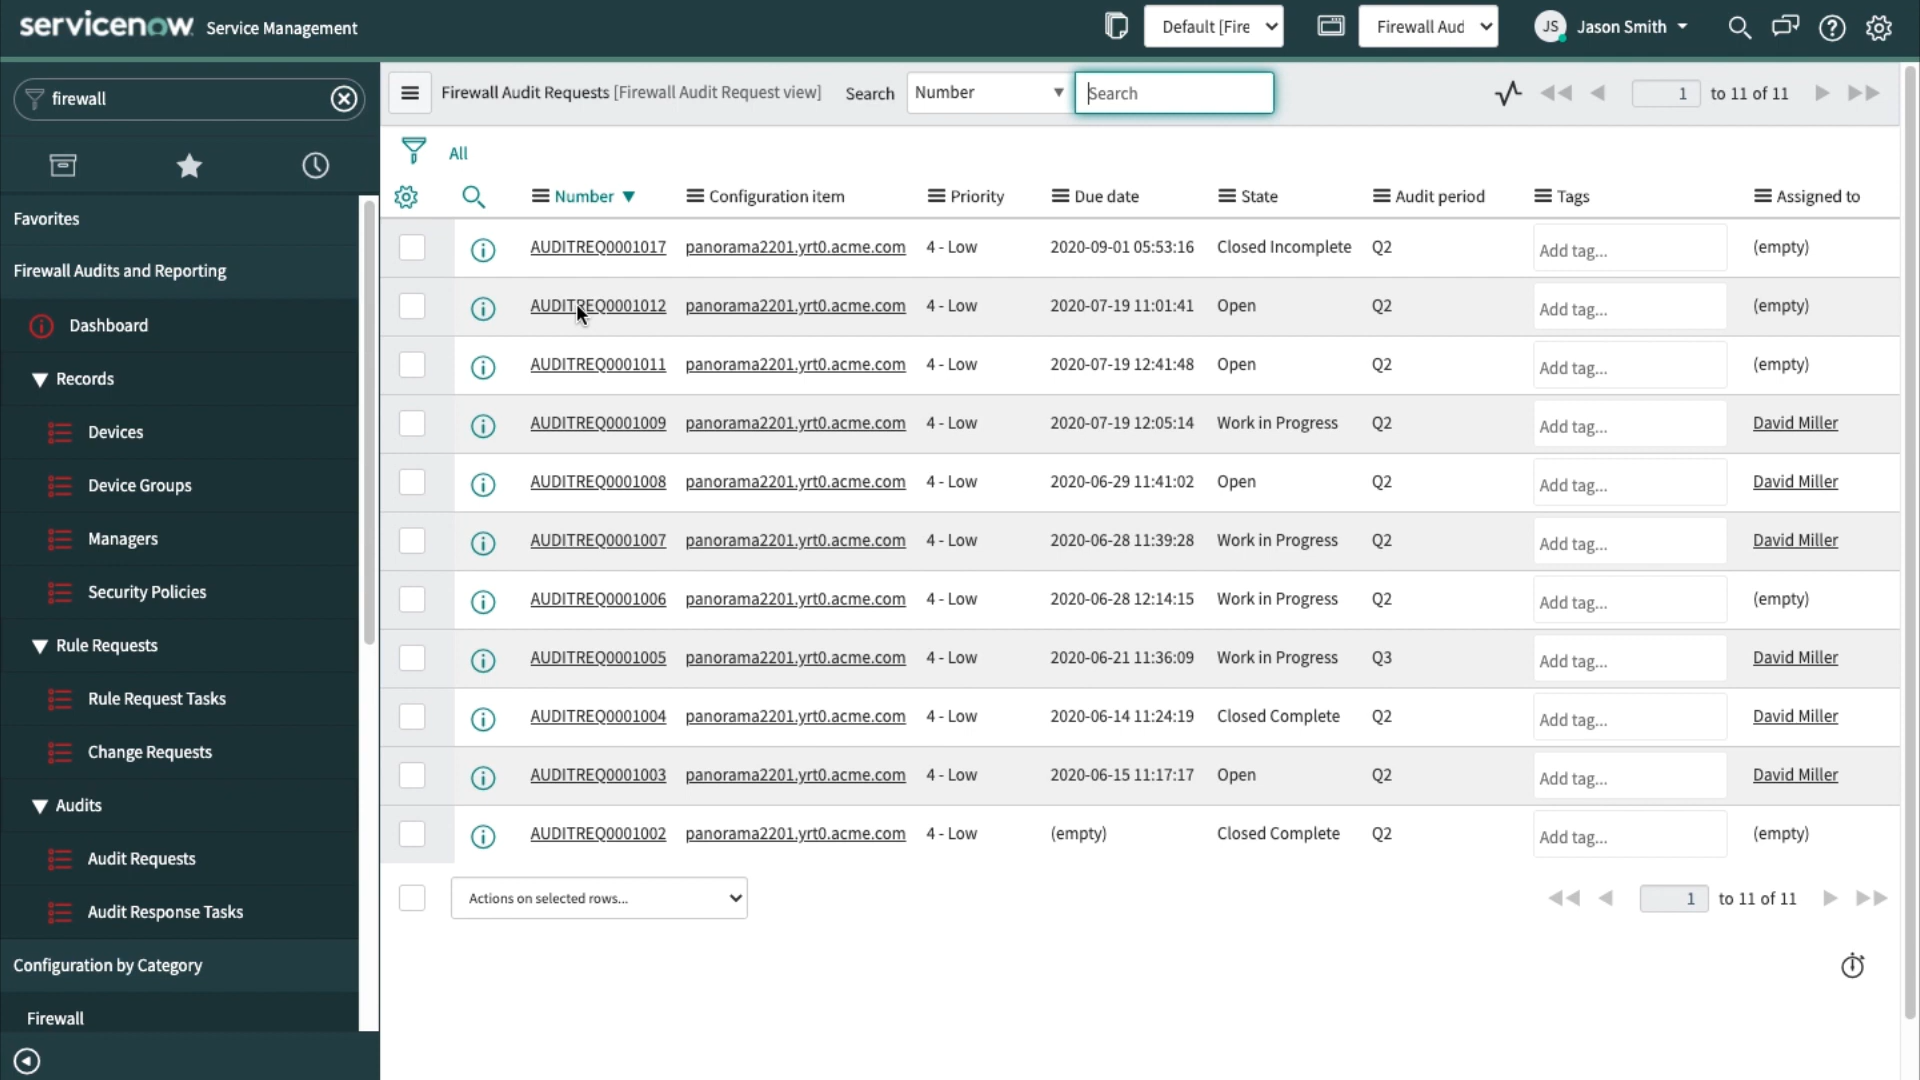 servicenow Service Management
Default [Fire
Firewall Aud
JS Jason Smith
firewall
Firewall Audit Requests [Firewall Audit Request view] Search Number Search 1 to 11 of 11
All
Number Configuration item Priority Due date State Audit period Tags Assigned to
AUDITREQ0001017 panorama2201.yrt0.acme.com 4 - Low 2020-09-01 05:53:16 Closed Incomplete Q2 Add tag... (empty)
AUDITREQ0001012 panorama2201.yrt0.acme.com 4 - Low 2020-07-19 11:01:41 Open Q2 Add tag... (empty)
AUDITREQ0001011 panorama2201.yrt0.acme.com 4 - Low 2020-07-19 12:41:48 Open Q2 Add tag... (empty)
AUDITREQ0001009 panorama2201.yrt0.acme.com 4 - Low 2020-07-19 12:05:14 Work in Progress Q2 Add tag... David Miller
AUDITREQ0001008 panorama2201.yrt0.acme.com 4 - Low 2020-06-29 11:41:02 Open Q2 Add tag... David Miller
AUDITREQ0001007 panorama2201.yrt0.acme.com 4 - Low 2020-06-28 11:39:28 Work in Progress Q2 Add tag... David Miller
AUDITREQ0001006 panorama2201.yrt0.acme.com 4 - Low 2020-06-28 12:14:15 Work in Progress Q2 Add tag... (empty)
AUDITREQ0001005 panorama2201.yrt0.acme.com 4 - Low 2020-06-21 11:36:09 Work in Progress Q3 Add tag... David Miller
AUDITREQ0001004 panorama2201.yrt0.acme.com 4 - Low 2020-06-14 11:24:19 Closed Complete Q2 Add tag... David Miller
AUDITREQ0001003 panorama2201.yrt0.acme.com 4 - Low 2020-06-15 11:17:17 Open Q2 Add tag... David Miller
AUDITREQ0001002 panorama2201.yrt0.acme.com 4 - Low (empty) Closed Complete Q2 Add tag... (empty)
Actions on selected rows... 1 to 11 of 11
Favorites
Firewall Audits and Reporting
Dashboard
Records
Devices
Device Groups
Managers
Security Policies
Rule Requests
Rule Request Tasks
Change Requests
Audits
Audit Requests
Audit Response Tasks
Configuration by Category
Firewall